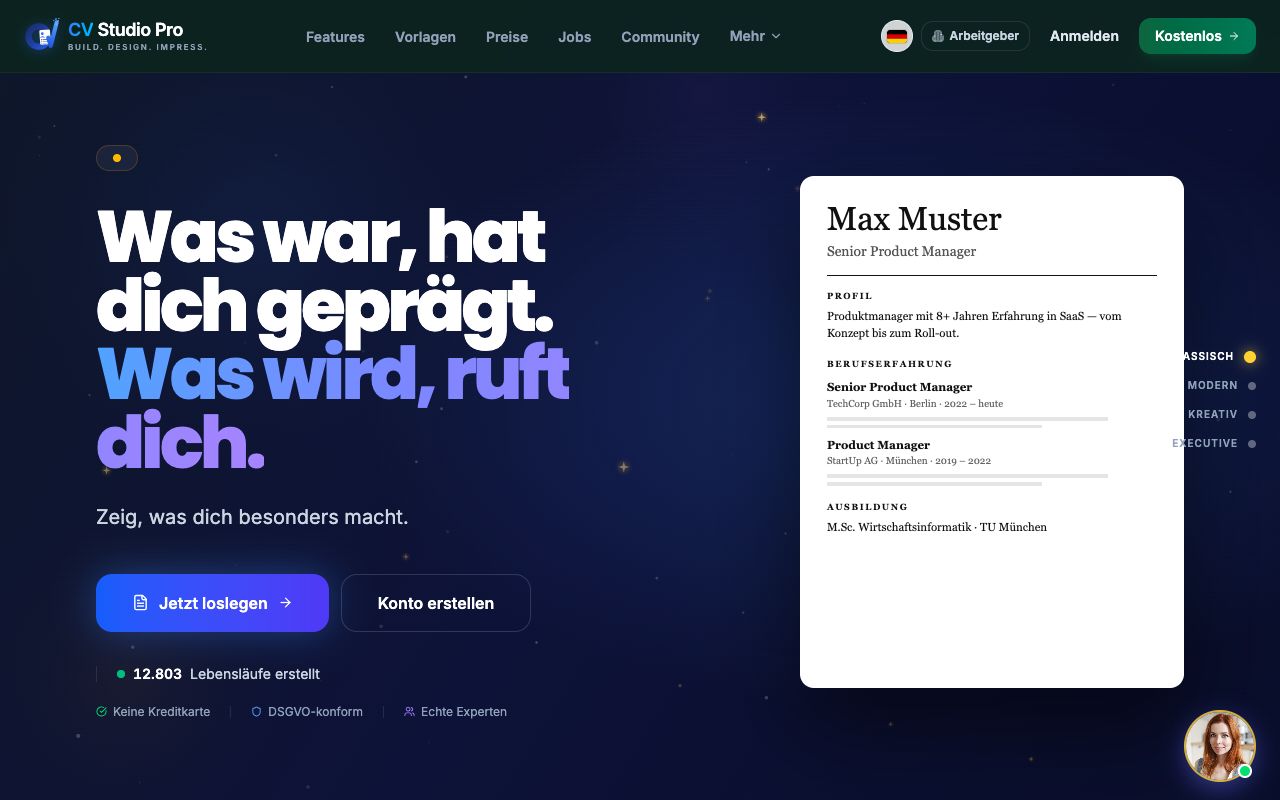 CV Studio Pro
BUILD. DESIGN. IMPRESS.
Features
Vorlagen
Preise
Jobs
Community
Mehr
Arbeitgeber
Anmelden
Kostenlos →
Was war, hat
dich geprägt.
Was wird, ruft
dich.
Zeig, was dich besonders macht.
Jetzt loslegen →
Konto erstellen
12.803 Lebensläufe erstellt
Keine Kreditkarte
DSGVO-konform
Echte Experten
Max Muster
Senior Product Manager
PROFIL
Produktmanager mit 8+ Jahren Erfahrung in SaaS — vom
Konzept bis zum Roll-out.
BERUFSERFAHRUNG
Senior Product Manager
TechCorp GmbH · Berlin · 2022 – heute
Product Manager
StartUp AG · München · 2019 – 2022
AUSBILDUNG
M.Sc. Wirtschaftsinformatik · TU München
ASSISCH
MODERN
KREATIV
EXECUTIVE